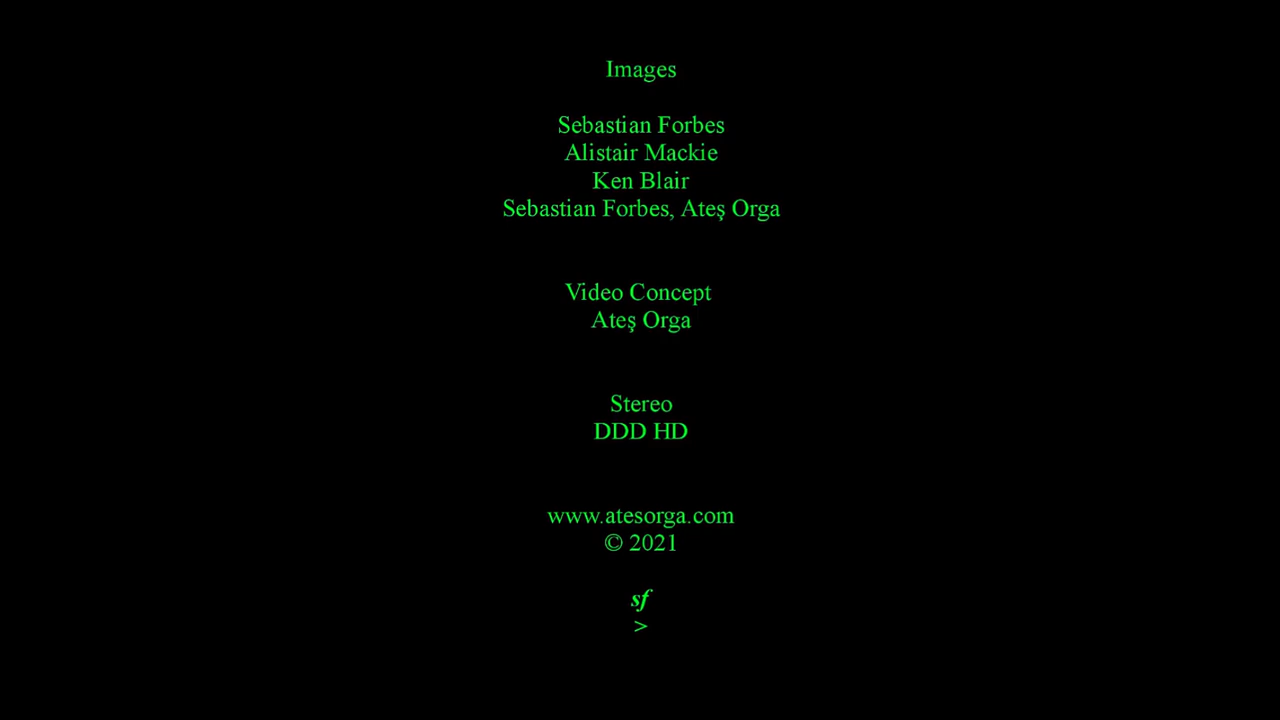 Images
Sebastian Forbes
Alistair Mackie
Ken Blair
Sebastian Forbes, Ateş Orga
Video Concept
Ateş Orga
Stereo
DDD HD
www.atesorga.com
© 2021
sf
>